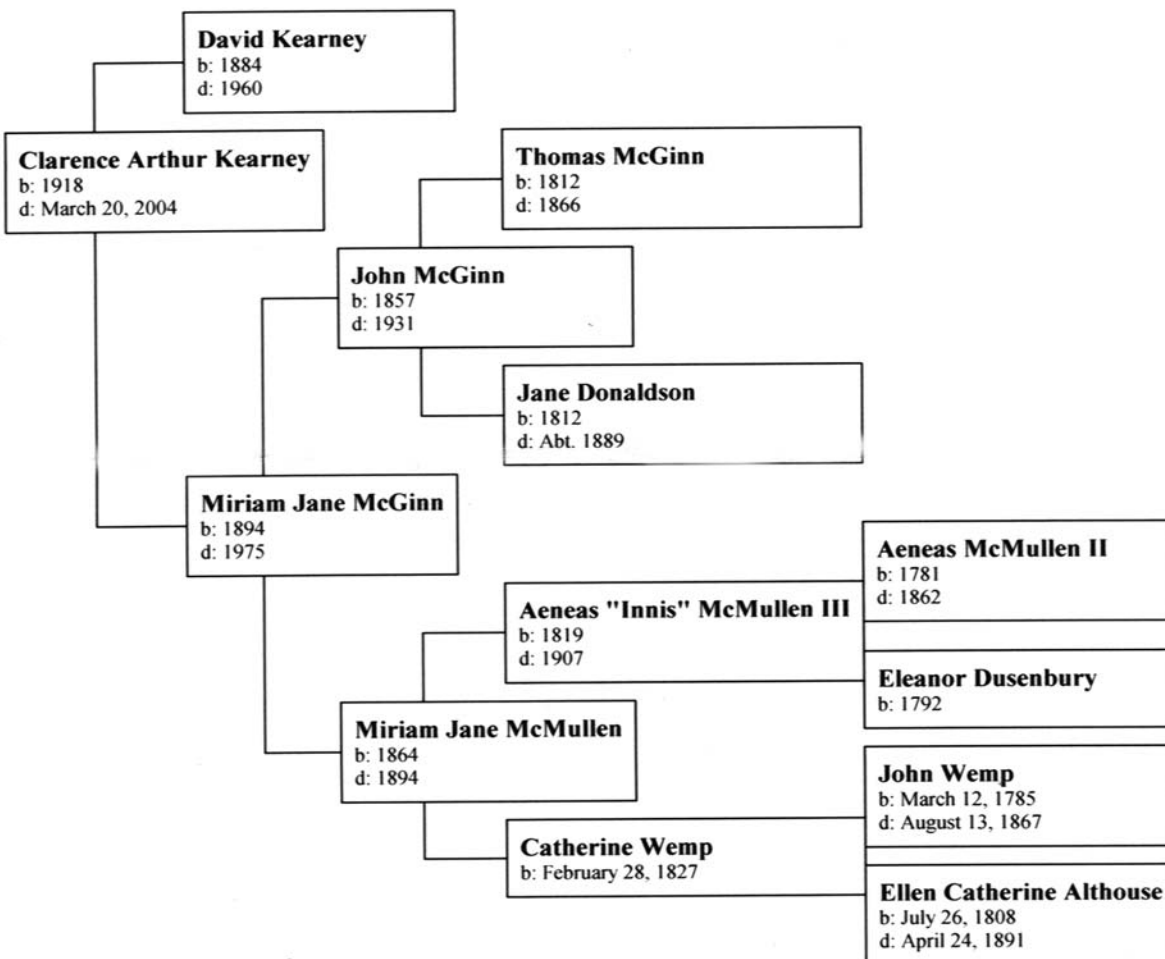 David Kearney
b: 1884
d: 1960
Clarence Arthur Kearney
b: 1918
d: March 20, 2004
Thomas McGinn
b: 1812
d: 1866
John McGinn
b: 1857
d: 1931
Jane Donaldson
b: 1812
d: Abt. 1889
Miriam Jane McGinn
b: 1894
d: 1975
Aeneas McMullen II
b: 1781
d: 1862
Aeneas "Innis" McMullen III
b: 1819
d: 1907
Eleanor Dusenbury
b: 1792
Miriam Jane McMullen
b: 1864
d: 1894
John Wemp
b: March 12, 1785
d: August 13, 1867
Catherine Wemp
b: February 28, 1827
Ellen Catherine Althouse
b: July 26, 1808
d: April 24, 1891